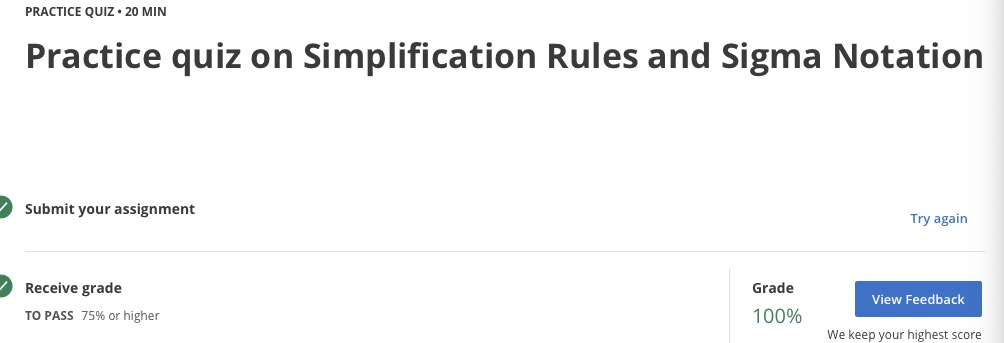 PRACTICE QUIZ • 20 MIN
Practice quiz on Simplification Rules and Sigma Notation
Submit your assignment
Try again
Receive grade
TO PASS 75% or higher
Grade
100%
View Feedback
We keep your highest score